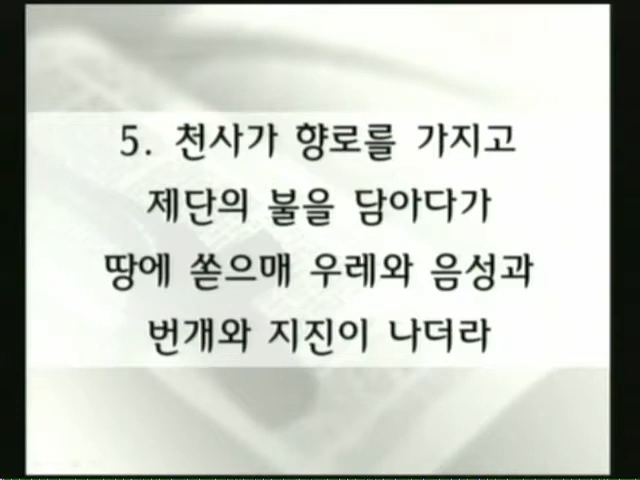 5. 천사가 향로를 가지고
제단의 불을 담아다가
땅에 쏟으매 우레와 음성과
번개와 지진이 나더라